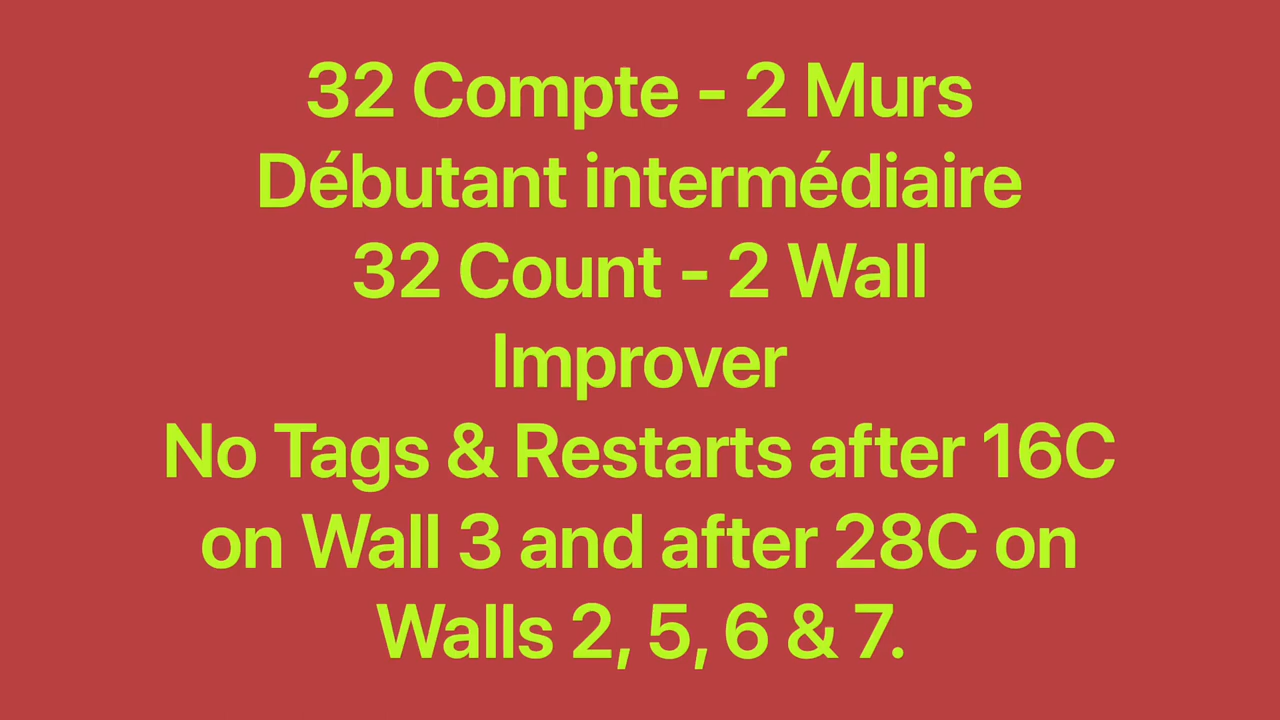 32 Compte - 2 Murs
Débutant intermédiaire
32 Count - 2 Wall
Improver
No Tags & Restarts after 16C
on Wall 3 and after 28C on
Walls 2, 5, 6 & 7.